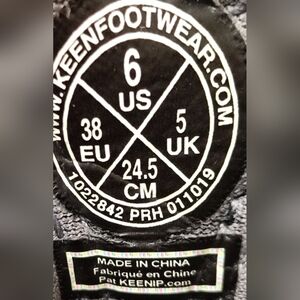 www.KEENFOOTWEAR.COM
6
US
38
EU
5
UK
24.5
CM
1022842 PRH 011019
MADE IN CHINA
Fabriqué en Chine
Pat KEENIP.com